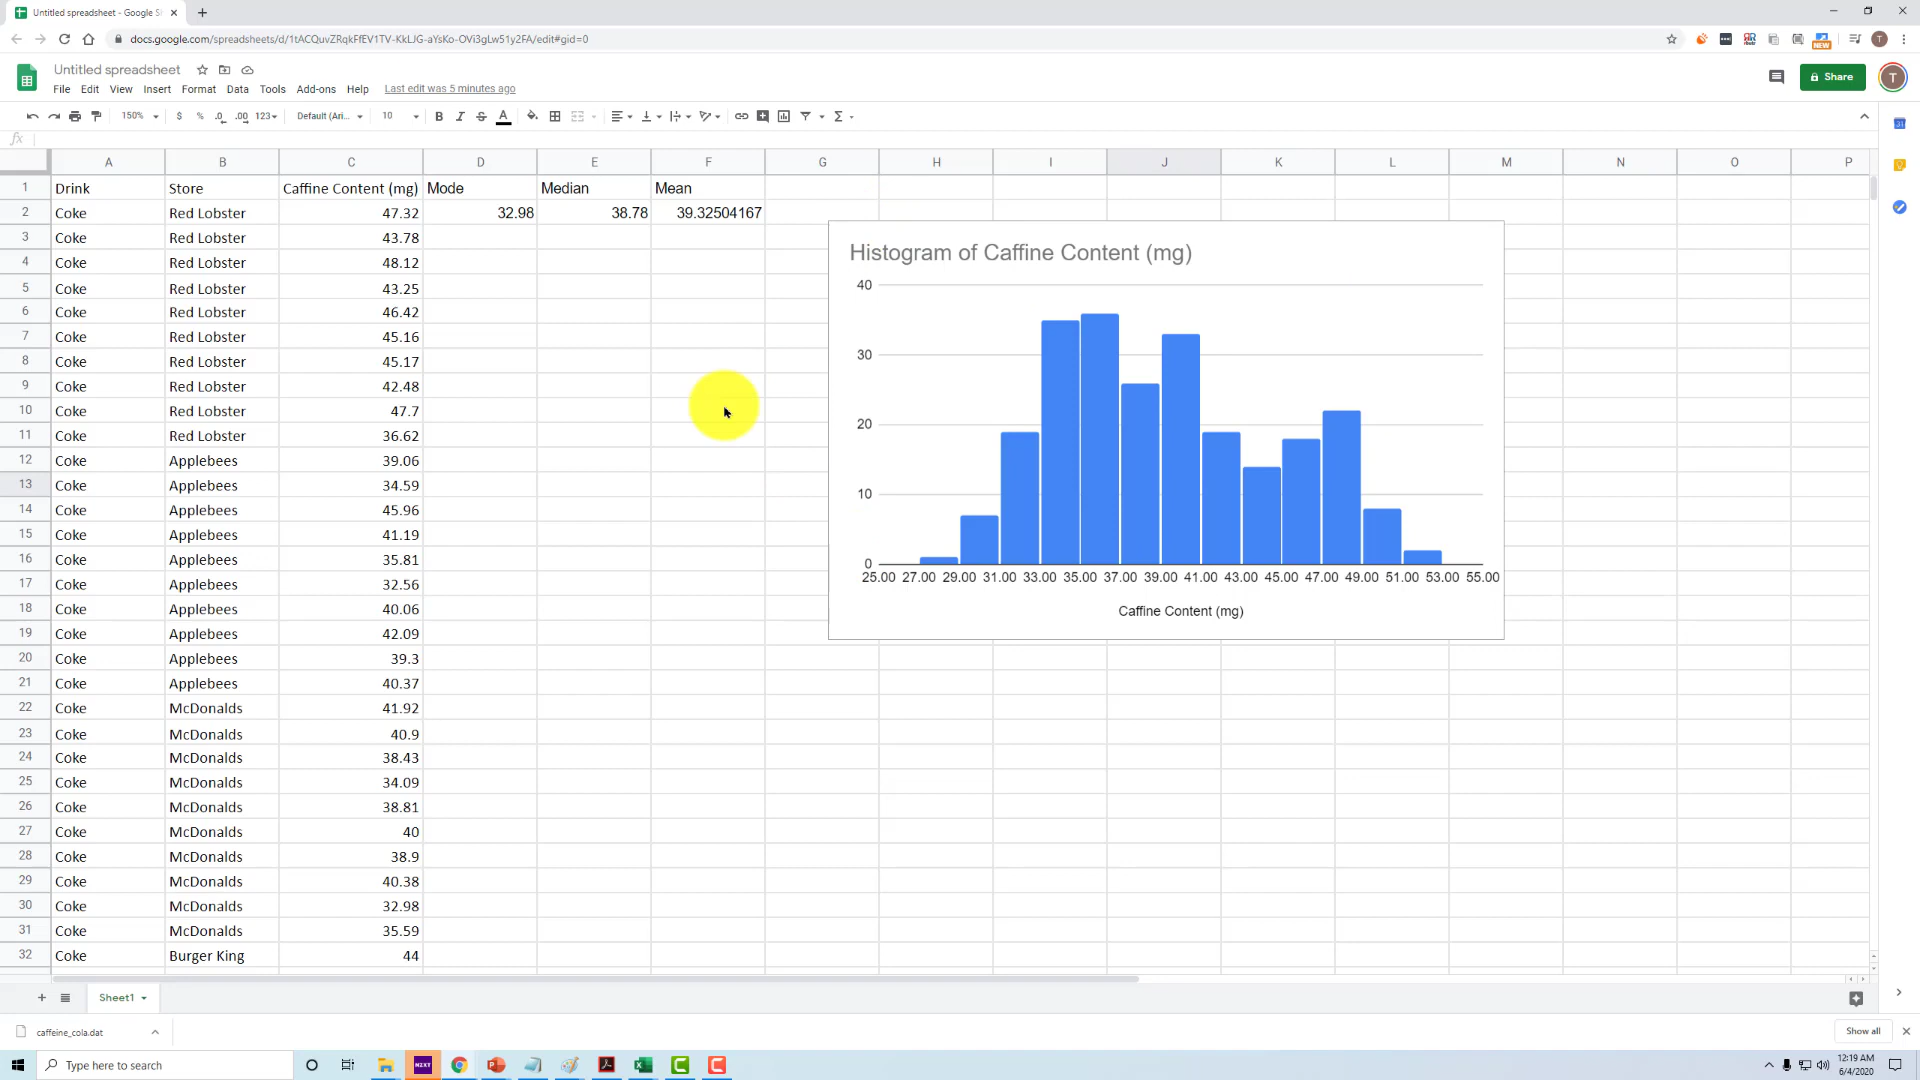 Untitled spreadsheet - Google S
docs.google.com/spreadsheets/d/1tACQuvZRqkFfEV1TV-KkLJG-aYsKo-OVi3gLw51y2FA/edit#gid=0
NEW
T
Untitled spreadsheet
File Edit View Insert Format Data Tools Add-ons Help Last edit was 5 minutes ago
Share
T
150% $ % .0 .00 123 Default (Ari... 10 B I S A Σ
fx
A B C D E F G H I J K L M N O P
1 Drink Store Caffine Content (mg) Mode Median Mean
2 Coke Red Lobster 47.32 32.98 38.78 39.32504167
3 Coke Red Lobster 43.78
4 Coke Red Lobster 48.12
5 Coke Red Lobster 43.25
6 Coke Red Lobster 46.42
7 Coke Red Lobster 45.16
8 Coke Red Lobster 45.17
9 Coke Red Lobster 42.48
10 Coke Red Lobster 47.7
11 Coke Red Lobster 36.62
12 Coke Applebees 39.06
13 Coke Applebees 34.59
14 Coke Applebees 45.96
15 Coke Applebees 41.19
16 Coke Applebees 35.81
17 Coke Applebees 32.56
18 Coke Applebees 40.06
19 Coke Applebees 42.09
20 Coke Applebees 39.3
21 Coke Applebees 40.37
22 Coke McDonalds 41.92
23 Coke McDonalds 40.9
24 Coke McDonalds 38.43
25 Coke McDonalds 34.09
26 Coke McDonalds 38.81
27 Coke McDonalds 40
28 Coke McDonalds 38.9
29 Coke McDonalds 40.38
30 Coke McDonalds 32.98
31 Coke McDonalds 35.59
32 Coke Burger King 44
Histogram of Caffine Content (mg)
40
30
20
10
0
25.00 27.00 29.00 31.00 33.00 35.00 37.00 39.00 41.00 43.00 45.00 47.00 49.00 51.00 53.00 55.00
Caffine Content (mg)
Sheet1
caffeine_cola.dat
Show all
Type here to search
12:19 AM
6/4/2020